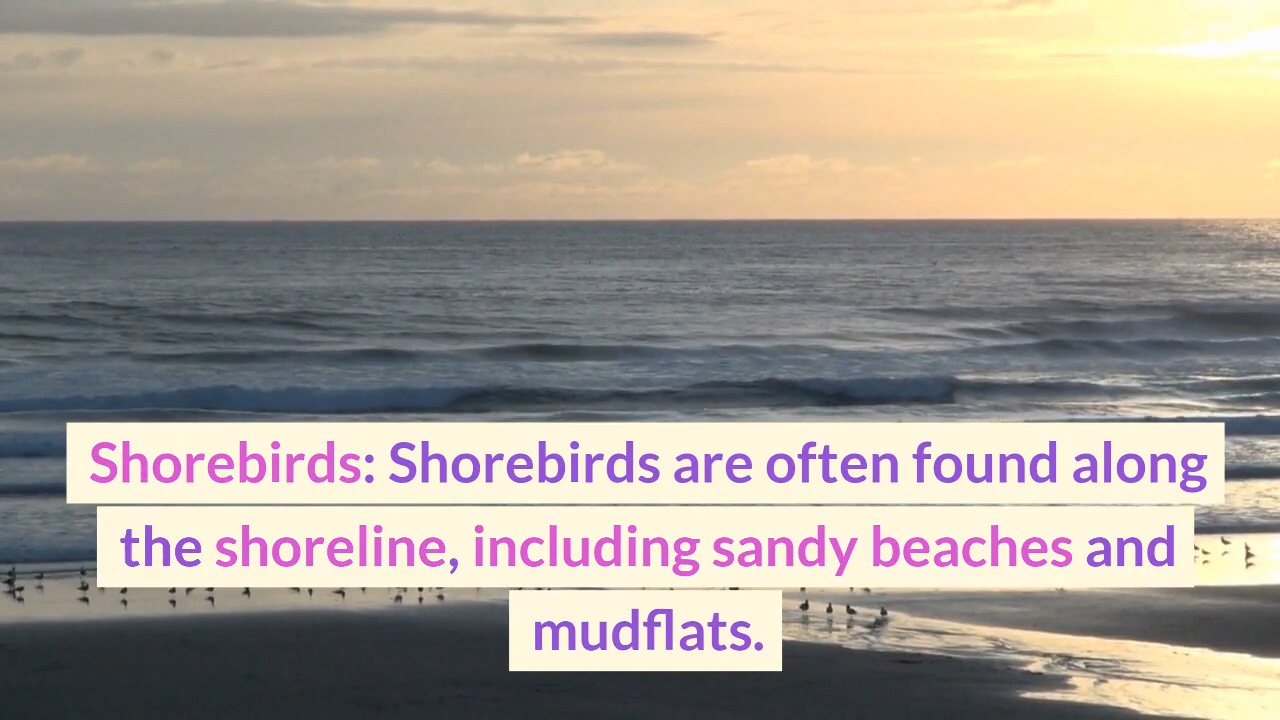 Shorebirds: Shorebirds are often found along
the shoreline, including sandy beaches and
mudflats.